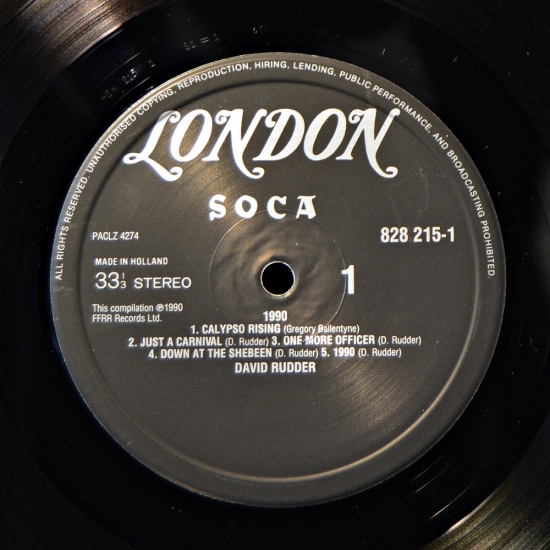 ALL RIGHTS RESERVED. UNAUTHORISED COPYING, REPRODUCTION, HIRING, LENDING, PUBLIC PERFORMANCE, AND BROADCASTING PROHIBITED.
LONDON
SOCA
PACLZ 4274
828 215-1
MADE IN HOLLAND
33⅓ STEREO
1
This compilation ℗1990
FFRR Records Ltd.
1990
1. CALYPSO RISING (Gregory Ballentyne)
2. JUST A CARNIVAL (D. Rudder) 3. ONE MORE OFFICER (D. Rudder)
4. DOWN AT THE SHEBEEN (D. Rudder) 5. 1990 (D. Rudder)
DAVID RUDDER